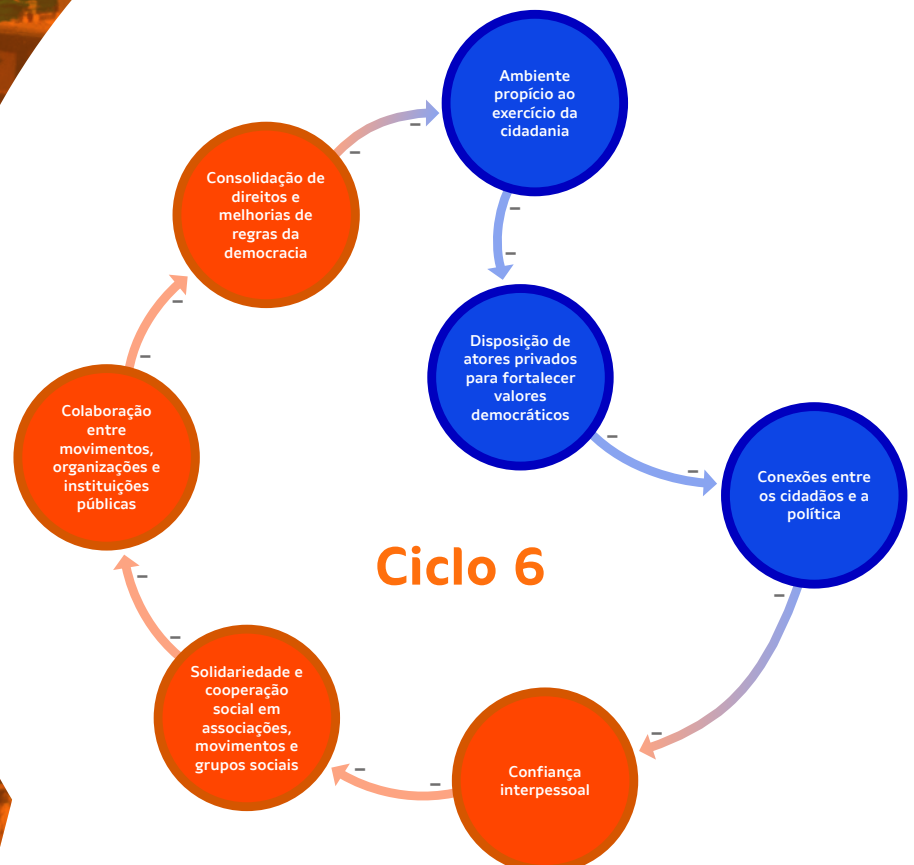 Ambiente
propício ao
exercício da
cidadania
Consolidação de
direitos e
melhorias de
regras da
democracia
Disposição de
atores privados
para fortalecer
valores
democráticos
Colaboração
entre
movimentos,
organizações e
instituições
públicas
Conexões entre
os cidadãos e a
política
Ciclo 6
Solidariedade e
cooperação
social em
associações,
movimentos e
grupos sociais
Confiança
interpessoal